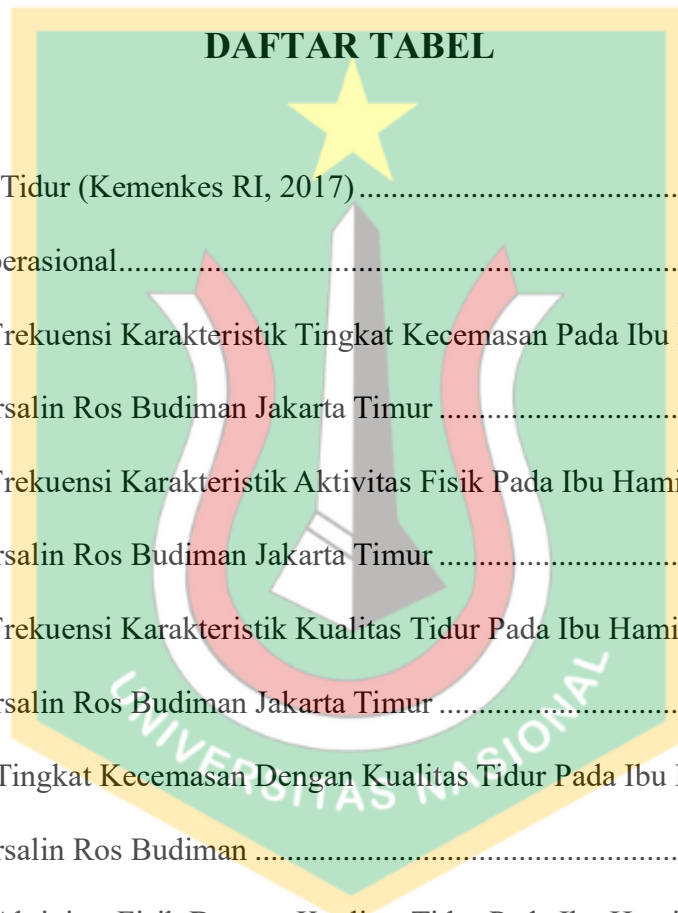 DAFTAR TABEL
Tidur (Kemenkes RI, 2017)
perasional
Frekuensi Karakteristik Tingkat Kecemasan Pada Ibu
rsalin Ros Budiman Jakarta Timur
Frekuensi Karakteristik Aktivitas Fisik Pada Ibu Hami
rsalin Ros Budiman Jakarta Timur
Frekuensi Karakteristik Kualitas Tidur Pada Ibu Hami
rsalin Ros Budiman Jakarta Timur
Tingkat Kecemasan Dengan Kualitas Tidur Pada Ibu
rsalin Ros Budiman
UNIVERSITAS NASIONAL